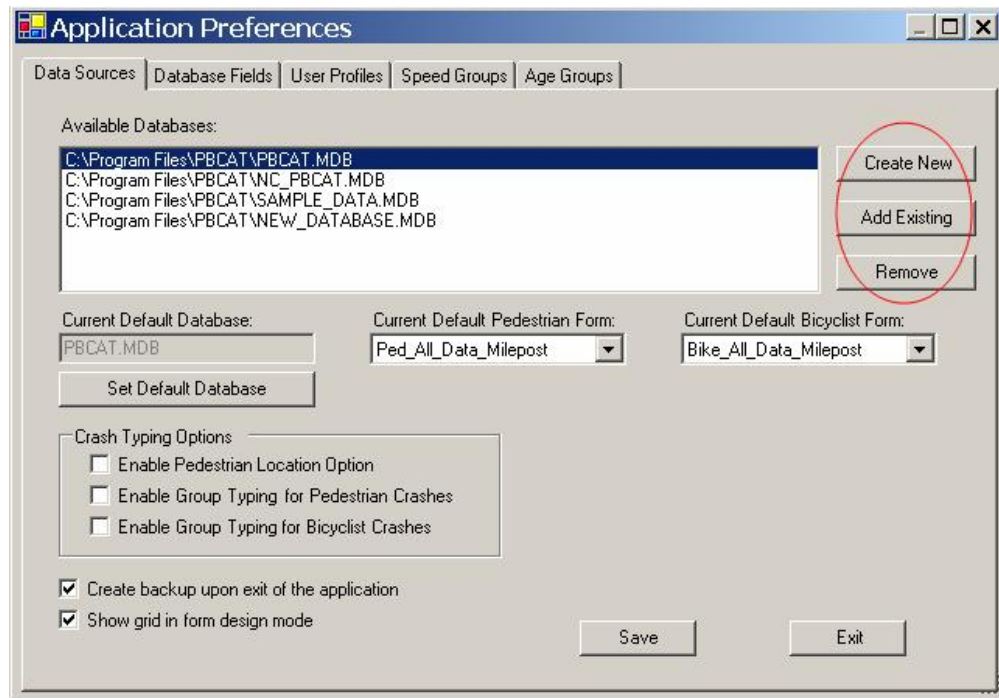 Application Preferences
Data Sources Database Fields User Profiles Speed Groups Age Groups
Available Databases:
C:\Program Files\PBCAT\PBCAT.MDB
C:\Program Files\PBCAT\NC_PBCAT.MDB
C:\Program Files\PBCAT\SAMPLE_DATA.MDB
C:\Program Files\PBCAT\NEW_DATABASE.MDB
Create New
Add Existing
Remove
Current Default Database: Current Default Pedestrian Form: Current Default Bicyclist Form:
PBCAT.MDB Ped_All_Data_Milepost Bike_All_Data_Milepost
Set Default Database
Crash Typing Options
Enable Pedestrian Location Option
Enable Group Typing for Pedestrian Crashes
Enable Group Typing for Bicyclist Crashes
Create backup upon exit of the application
Show grid in form design mode
Save Exit